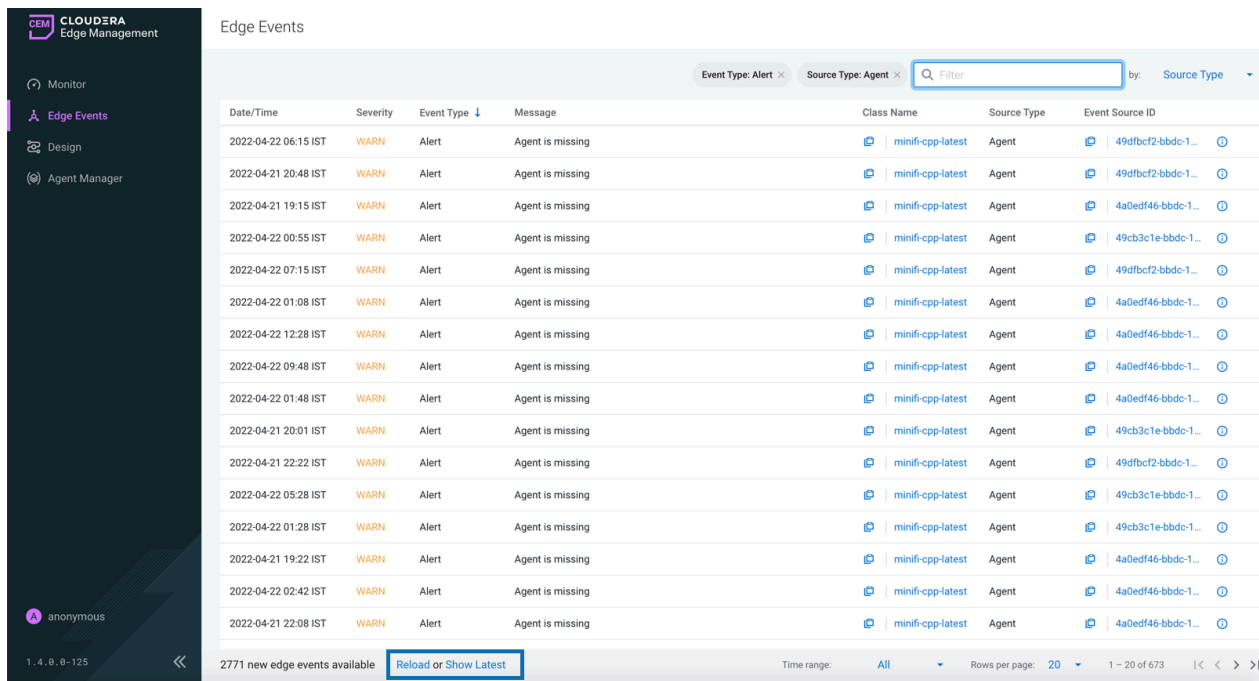 CEM CLOUDERA
Edge Management
Monitor
Edge Events
Design
Agent Manager
A anonymous
1.4.0.0-125
Edge Events
Event Type: Alert × Source Type: Agent × Filter by: Source Type
Date/Time Severity Event Type ↓ Message Class Name Source Type Event Source ID
2022-04-22 06:15 IST WARN Alert Agent is missing minifi-cpp-latest Agent 49dfbcf2-bbdc-1...
2022-04-21 20:48 IST WARN Alert Agent is missing minifi-cpp-latest Agent 49dfbcf2-bbdc-1...
2022-04-21 19:15 IST WARN Alert Agent is missing minifi-cpp-latest Agent 4a0edf46-bbdc-1...
2022-04-22 00:55 IST WARN Alert Agent is missing minifi-cpp-latest Agent 49cb3c1e-bbdc-1...
2022-04-22 07:15 IST WARN Alert Agent is missing minifi-cpp-latest Agent 49dfbcf2-bbdc-1...
2022-04-22 01:08 IST WARN Alert Agent is missing minifi-cpp-latest Agent 4a0edf46-bbdc-1...
2022-04-22 12:28 IST WARN Alert Agent is missing minifi-cpp-latest Agent 4a0edf46-bbdc-1...
2022-04-22 09:48 IST WARN Alert Agent is missing minifi-cpp-latest Agent 4a0edf46-bbdc-1...
2022-04-22 01:48 IST WARN Alert Agent is missing minifi-cpp-latest Agent 4a0edf46-bbdc-1...
2022-04-21 20:01 IST WARN Alert Agent is missing minifi-cpp-latest Agent 49cb3c1e-bbdc-1...
2022-04-21 22:22 IST WARN Alert Agent is missing minifi-cpp-latest Agent 49dfbcf2-bbdc-1...
2022-04-22 05:28 IST WARN Alert Agent is missing minifi-cpp-latest Agent 49cb3c1e-bbdc-1...
2022-04-22 01:28 IST WARN Alert Agent is missing minifi-cpp-latest Agent 49cb3c1e-bbdc-1...
2022-04-21 19:22 IST WARN Alert Agent is missing minifi-cpp-latest Agent 4a0edf46-bbdc-1...
2022-04-22 02:42 IST WARN Alert Agent is missing minifi-cpp-latest Agent 4a0edf46-bbdc-1...
2022-04-21 22:08 IST WARN Alert Agent is missing minifi-cpp-latest Agent 4a0edf46-bbdc-1...
2771 new edge events available Reload or Show Latest Time range: All Rows per page: 20 1 – 20 of 673